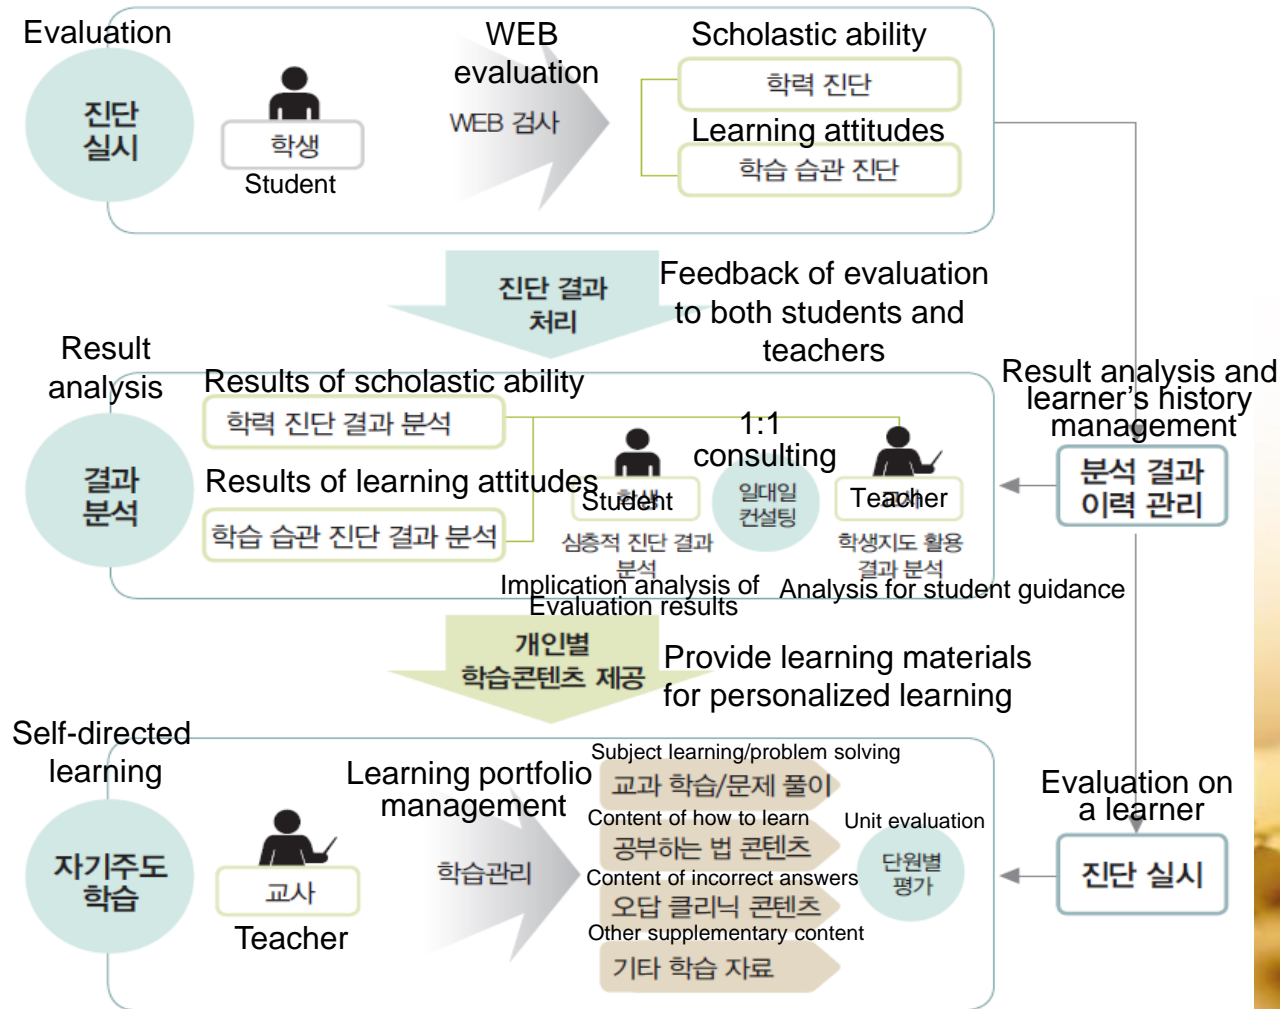 Evaluation
진단
실시
학생
Student
WEB
evaluation
WEB 검사
Scholastic ability
학력 진단
Learning attitudes
학습 습관 진단
진단 결과
처리
Feedback of evaluation
to both students and
teachers
Result
analysis
결과
분석
Results of scholastic ability
학력 진단 결과 분석
Results of learning attitudes
학습 습관 진단 결과 분석
Student
심층적 진단 결과
분석
Implication analysis of
Evaluation results
1:1
consulting
일대일
컨설팅
Teacher
학생지도 활용
결과 분석
Analysis for student guidance
Result analysis and
learner's history
management
분석 결과
이력 관리
개인별
학습콘텐츠 제공
Provide learning materials
for personalized learning
Self-directed
learning
자기주도
학습
교사
Teacher
Learning portfolio
management
학습관리
Subject learning/problem solving
교과 학습/문제 풀이
Content of how to learn
공부하는 법 콘텐츠
Content of incorrect answers
오답 클리닉 콘텐츠
Other supplementary content
기타 학습 자료
Unit evaluation
단원별
평가
Evaluation on
a learner
진단 실시